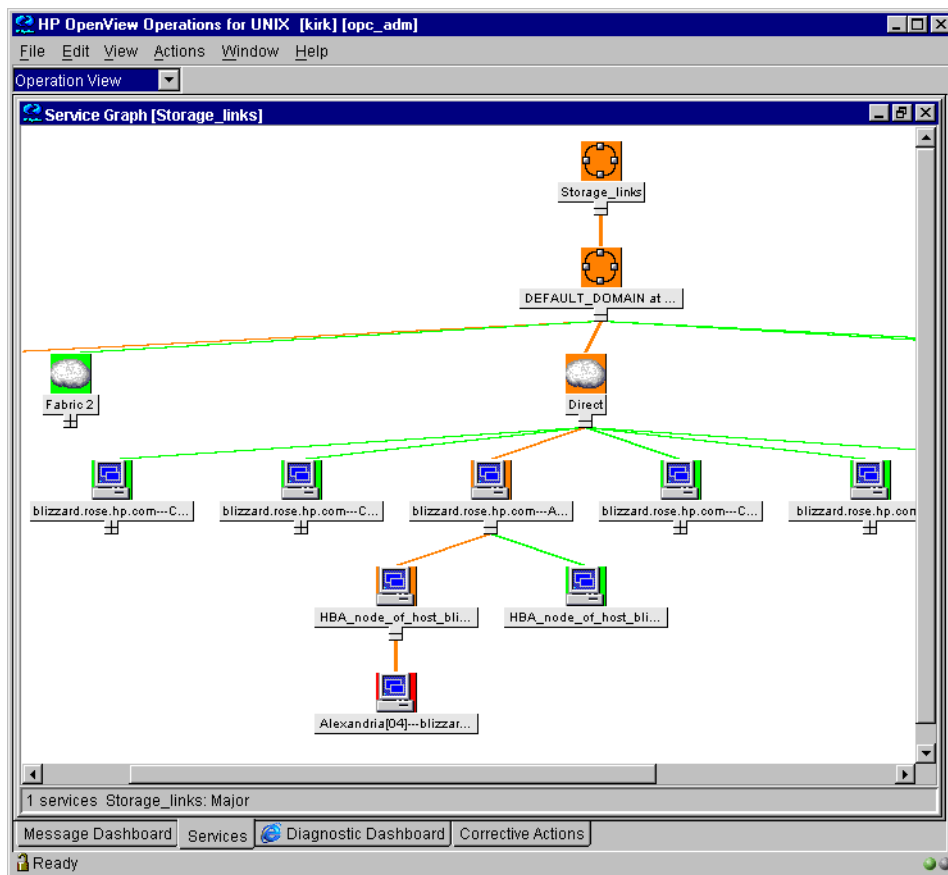 HP OpenView Operations for UNIX [kirk] [opc_adm]
File Edit View Actions Window Help
Operation View
Service Graph [Storage_links]
Storage_links
DEFAULT_DOMAIN at ...
Fabric 2
Direct
blizzard.rose.hp.com---C...
blizzard.rose.hp.com---C...
blizzard.rose.hp.com---A...
blizzard.rose.hp.com---C...
blizzard.rose.hp.com
HBA_node_of_host_bli...
HBA_node_of_host_bli...
Alexandria[04]---blizzar...
1 services Storage_links: Major
Message Dashboard Services Diagnostic Dashboard Corrective Actions
Ready